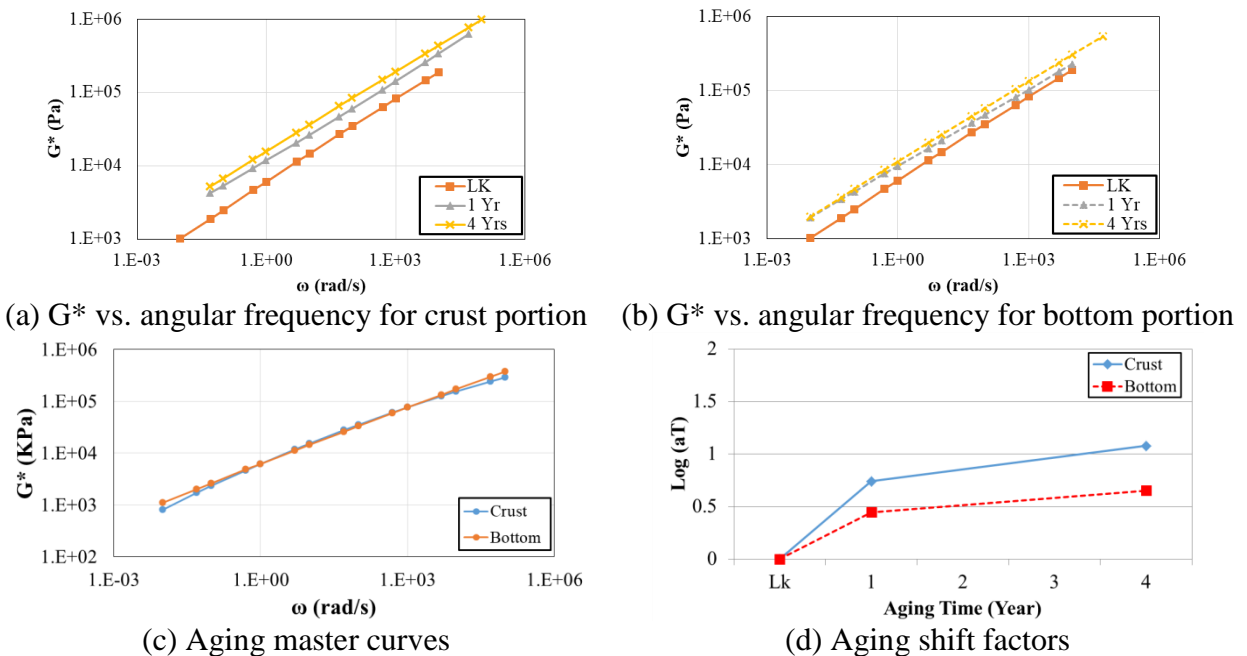 1.E+06
1.E+05
1.E+04
1.E+03
G* (Pa)
LK
1 Yr
4 Yrs
1.E-03 1.E+00 1.E+03 1.E+06
ω (rad/s)
(a) G* vs. angular frequency for crust portion
1.E+06
1.E+05
1.E+04
1.E+03
G* (Pa)
LK
1 Yr
4 Yrs
1.E-03 1.E+00 1.E+03 1.E+06
ω (rad/s)
(b) G* vs. angular frequency for bottom portion
1.E+06
1.E+05
1.E+04
1.E+03
1.E+02
G* (KPa)
Crust
Bottom
1.E-03 1.E+00 1.E+03 1.E+06
ω (rad/s)
(c) Aging master curves
2
1.5
1
0.5
0
Log (aT)
Crust
Bottom
Lk 1 2 3 4
Aging Time (Year)
(d) Aging shift factors